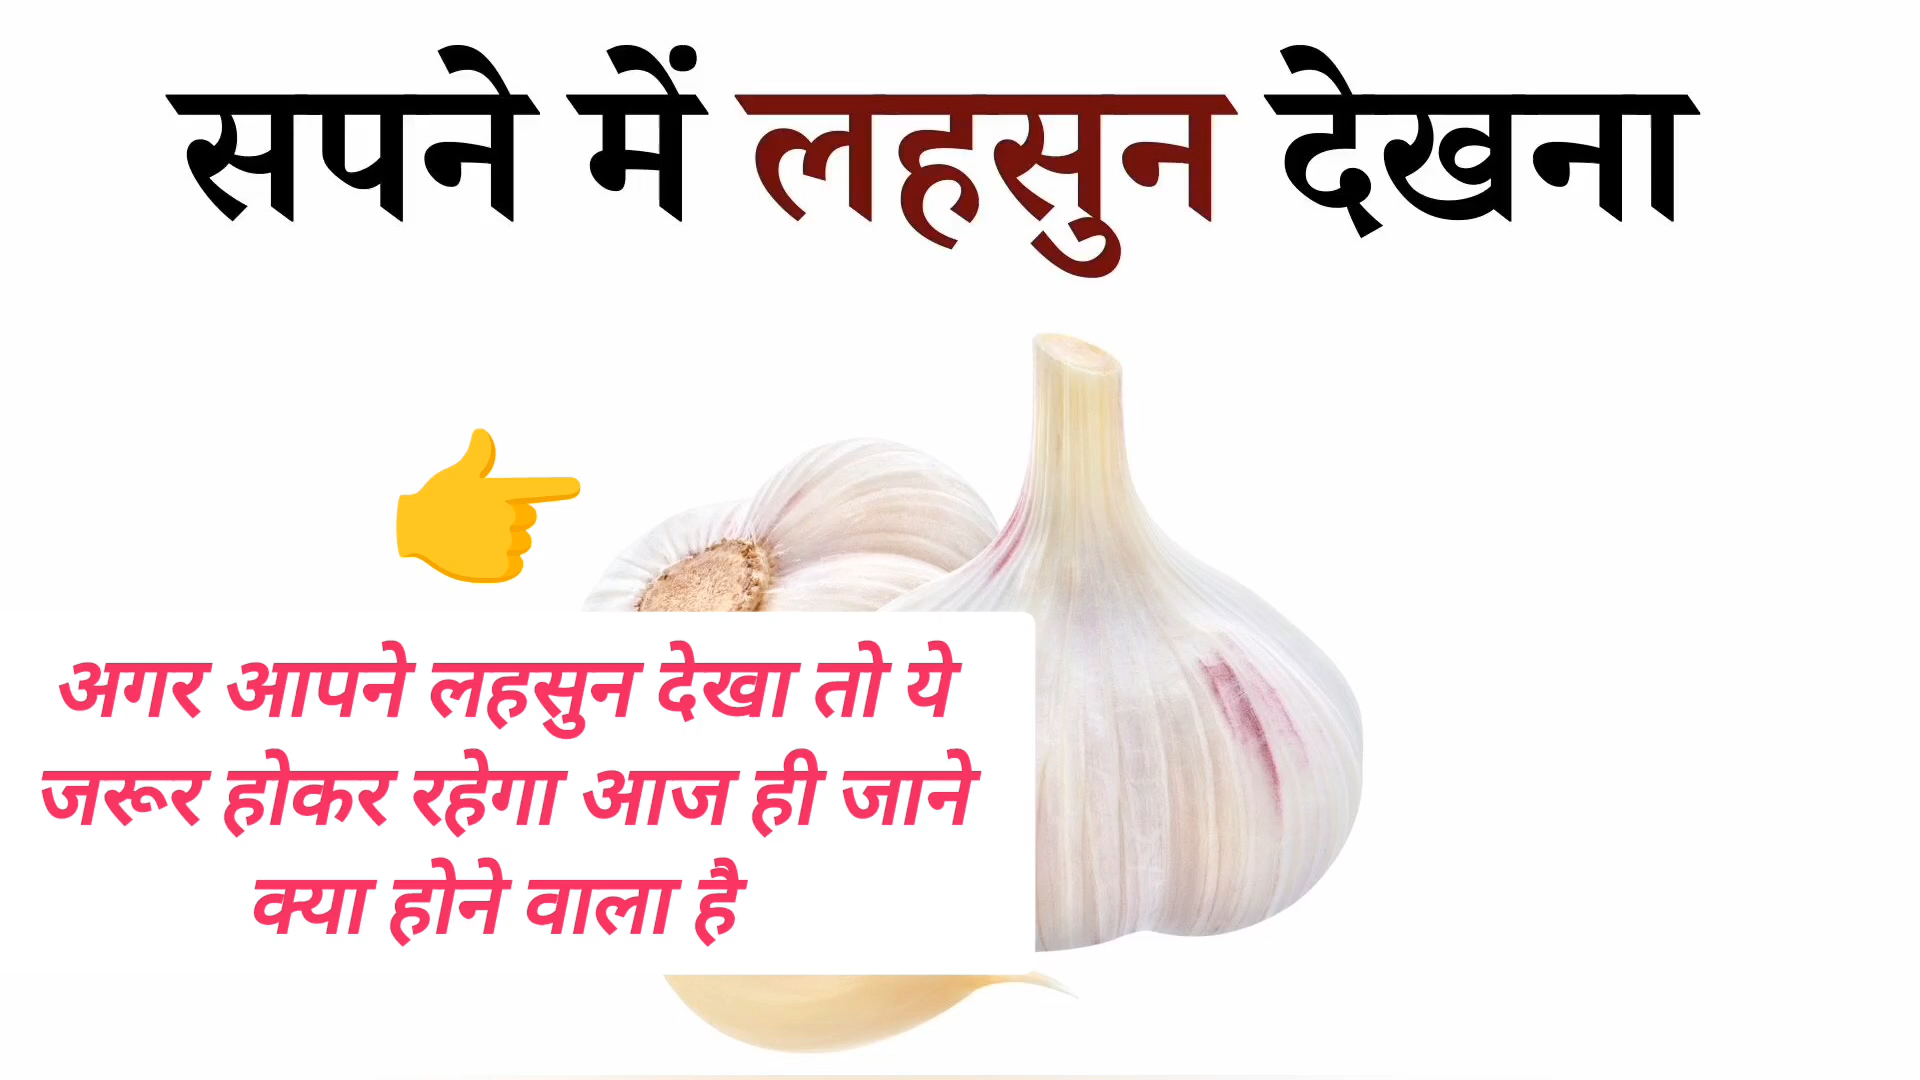 सपने में लहसुन देखना
अगर आपने लहसुन देखा तो ये
जरूर होकर रहेगा आज ही जाने
क्या होने वाला है